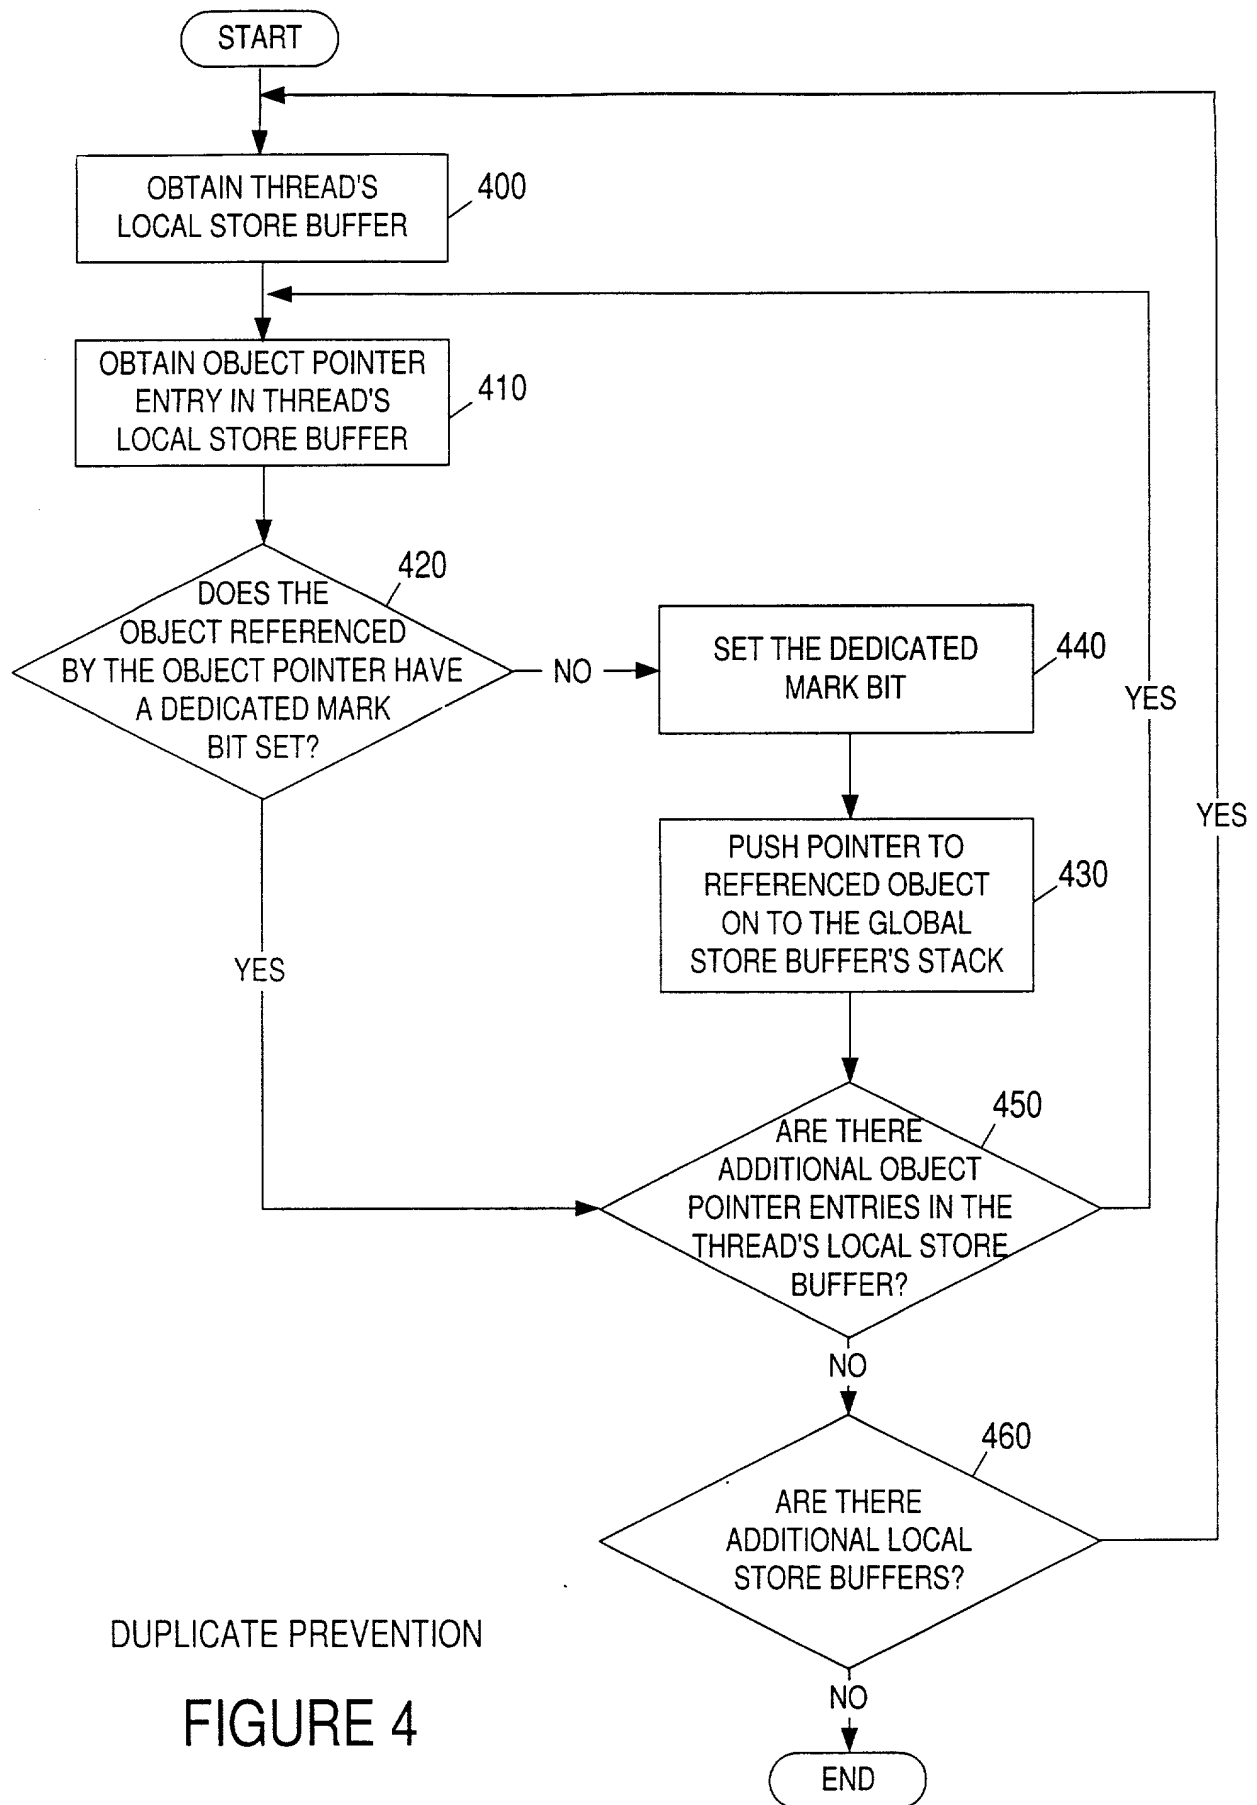 START
OBTAIN THREAD'S
LOCAL STORE BUFFER
400
OBTAIN OBJECT POINTER
ENTRY IN THREAD'S
LOCAL STORE BUFFER
410
DOES THE
OBJECT REFERENCED
BY THE OBJECT POINTER HAVE
A DEDICATED MARK
BIT SET?
420
NO
SET THE DEDICATED
MARK BIT
440
YES
PUSH POINTER TO
REFERENCED OBJECT
ON TO THE GLOBAL
STORE BUFFER'S STACK
430
YES
YES
ARE THERE
ADDITIONAL OBJECT
POINTER ENTRIES IN THE
THREAD'S LOCAL STORE
BUFFER?
450
NO
ARE THERE
ADDITIONAL LOCAL
STORE BUFFERS?
460
NO
END
DUPLICATE PREVENTION
FIGURE 4